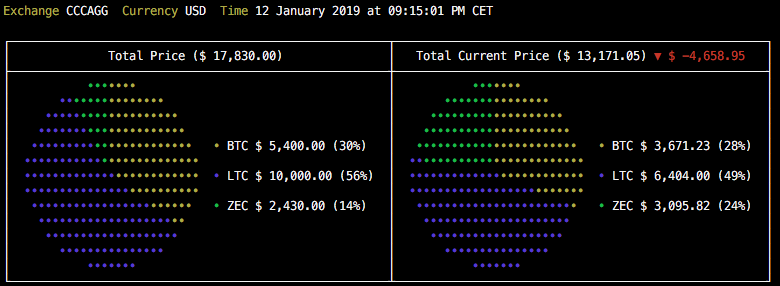 Exchange CCCAGG Currency USD Time 12 January 2019 at 09:15:01 PM CET
Total Price ($ 17,830.00)
Total Current Price ($ 13,171.05) ▼ $ −4,658.95
• BTC $ 5,400.00 (30%)
• LTC $ 10,000.00 (56%)
• ZEC $ 2,430.00 (14%)
• BTC $ 3,671.23 (28%)
• LTC $ 6,404.00 (49%)
• ZEC $ 3,095.82 (24%)